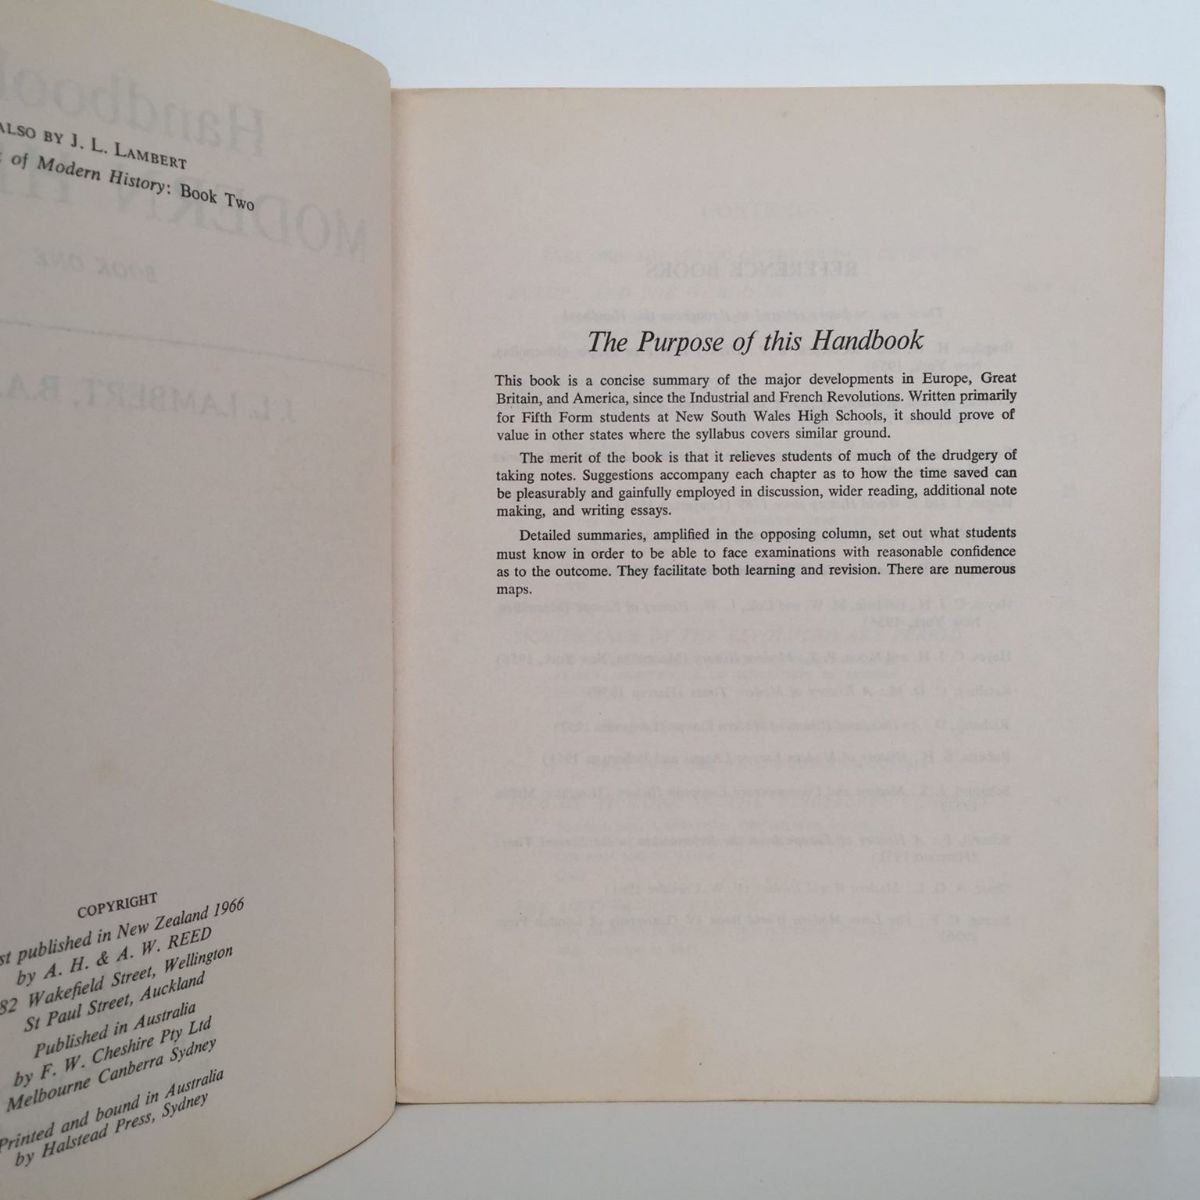 ALSO BY J. L. LAMBERT
of Modern History: Book Two
COPYRIGHT
published in New Zealand 1966
by A. H. & A. W. REED
Wakefield Street, Wellington
St Paul Street, Auckland
Published in Australia
by F. W. Cheshire Pty Ltd
Melbourne Canberra Sydney
Printed and bound in Australia
by Halstead Press, Sydney
The Purpose of this Handbook
This book is a concise summary of the major developments in Europe, Great
Britain, and America, since the Industrial and French Revolutions. Written primarily
for Fifth Form students at New South Wales High Schools, it should prove of
value in other states where the syllabus covers similar ground.
The merit of the book is that it relieves students of much of the drudgery of
taking notes. Suggestions accompany each chapter as to how the time saved can
be pleasurably and gainfully employed in discussion, wider reading, additional note
making, and writing essays.
Detailed summaries, amplified in the opposing column, set out what students
must know in order to be able to face examinations with reasonable confidence
as to the outcome. They facilitate both learning and revision. There are numerous
maps.